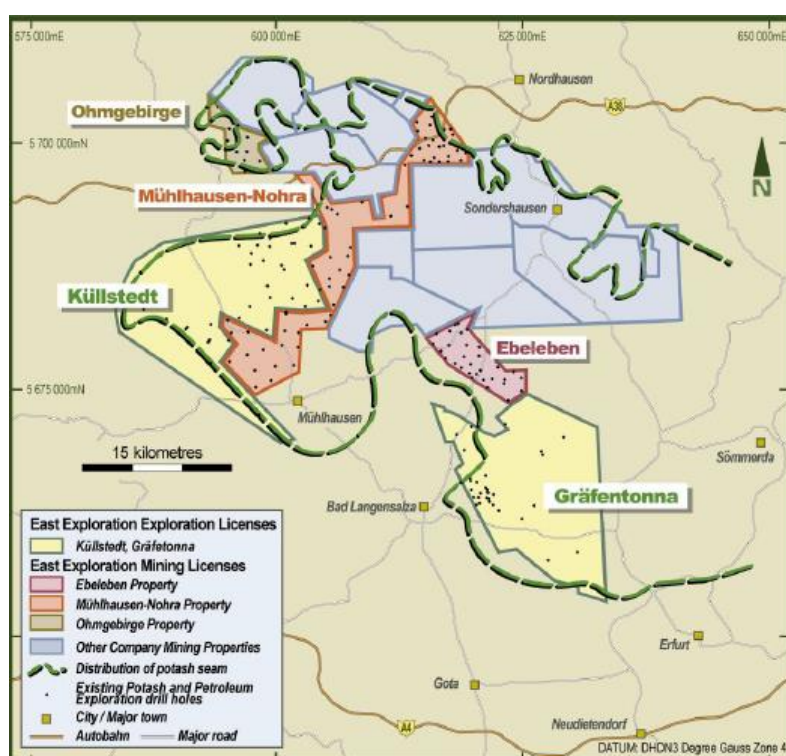 575 000mE
600 000mE
625 000mE
650 000mE
Nordhausen
Ohmgebirge
A38
5 700 000mN
Mühlhausen-Nohra
N
Sondershausen
Küllstedt
Ebeleben
5 675 000mN
Mühlhausen
15 kilometres
Sömmerda
Gräfentonna
Bad Langensalza
East Exploration Exploration Licenses
Küllstedt, Gräfetonna
East Exploration Mining Licenses
Ebeleben Property
Mühlhausen-Nohra Property
Ohmgebirge Property
Other Company Mining Properties
Distribution of potash seam
Existing Potash and Petroleum
Exploration drill holes
City / Major town
Autobahn
Major road
Erfurt
Gota
A4
Neudietendorf
DATUM: DHDN3 Degree Gauss Zone 4